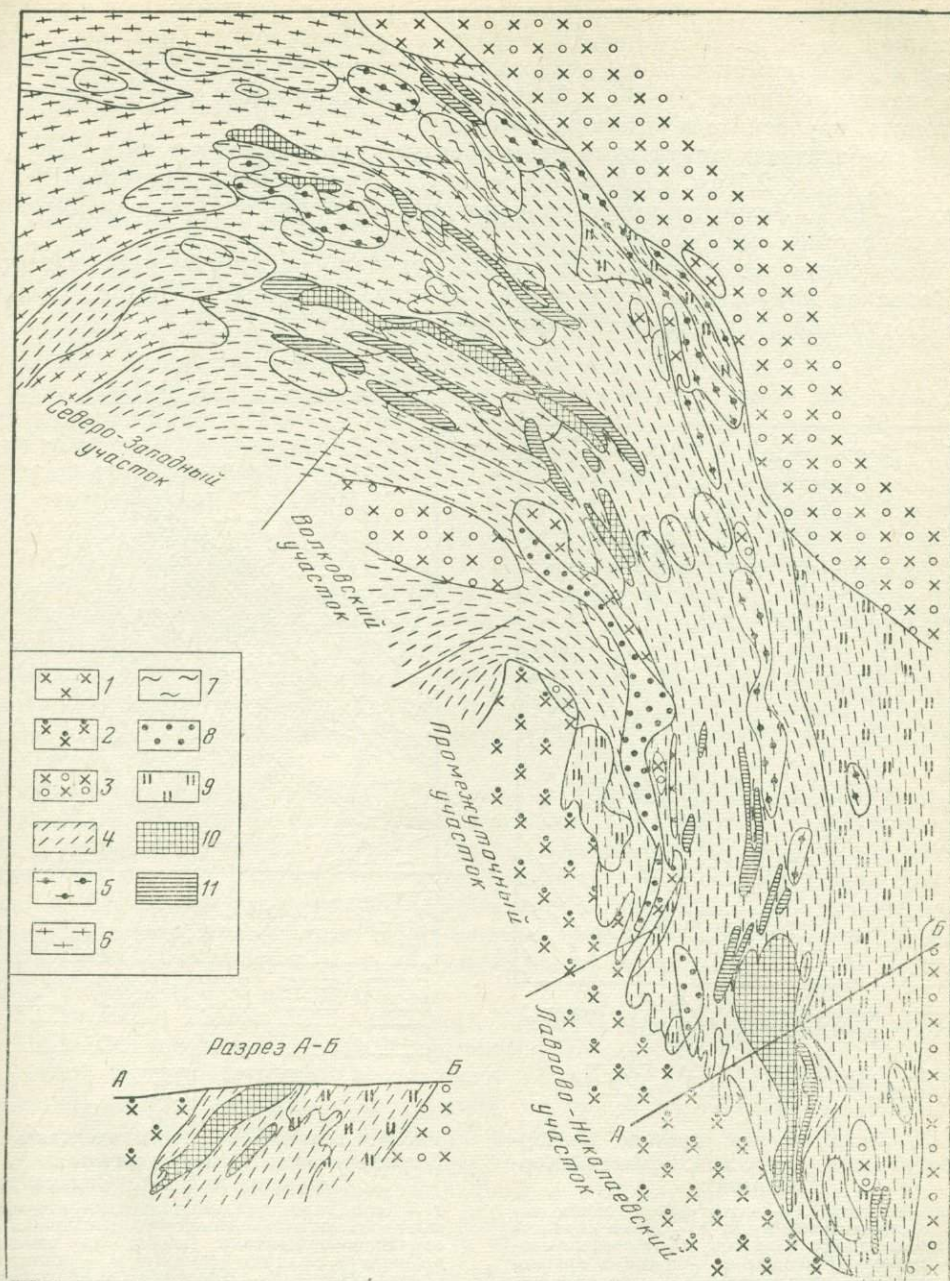 Северо-Западный
участок
Волковский
участок
Промежуточный
участок
Лаврово-Николаевский
участок
А
Б
1
2
3
4
5
6
7
8
9
10
11
Разрез А-Б
А
Б